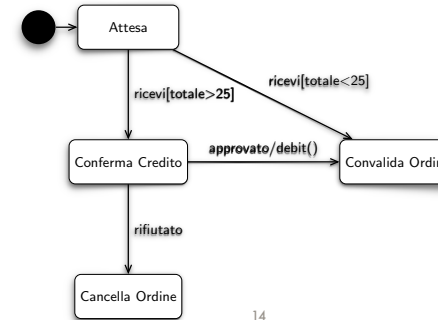 Attesa
ricevi[totale<25]
ricevi[totale>25]
Conferma Credito
approvato/debit()
Convalida Ordin
rifiutato
Cancella Ordine
14